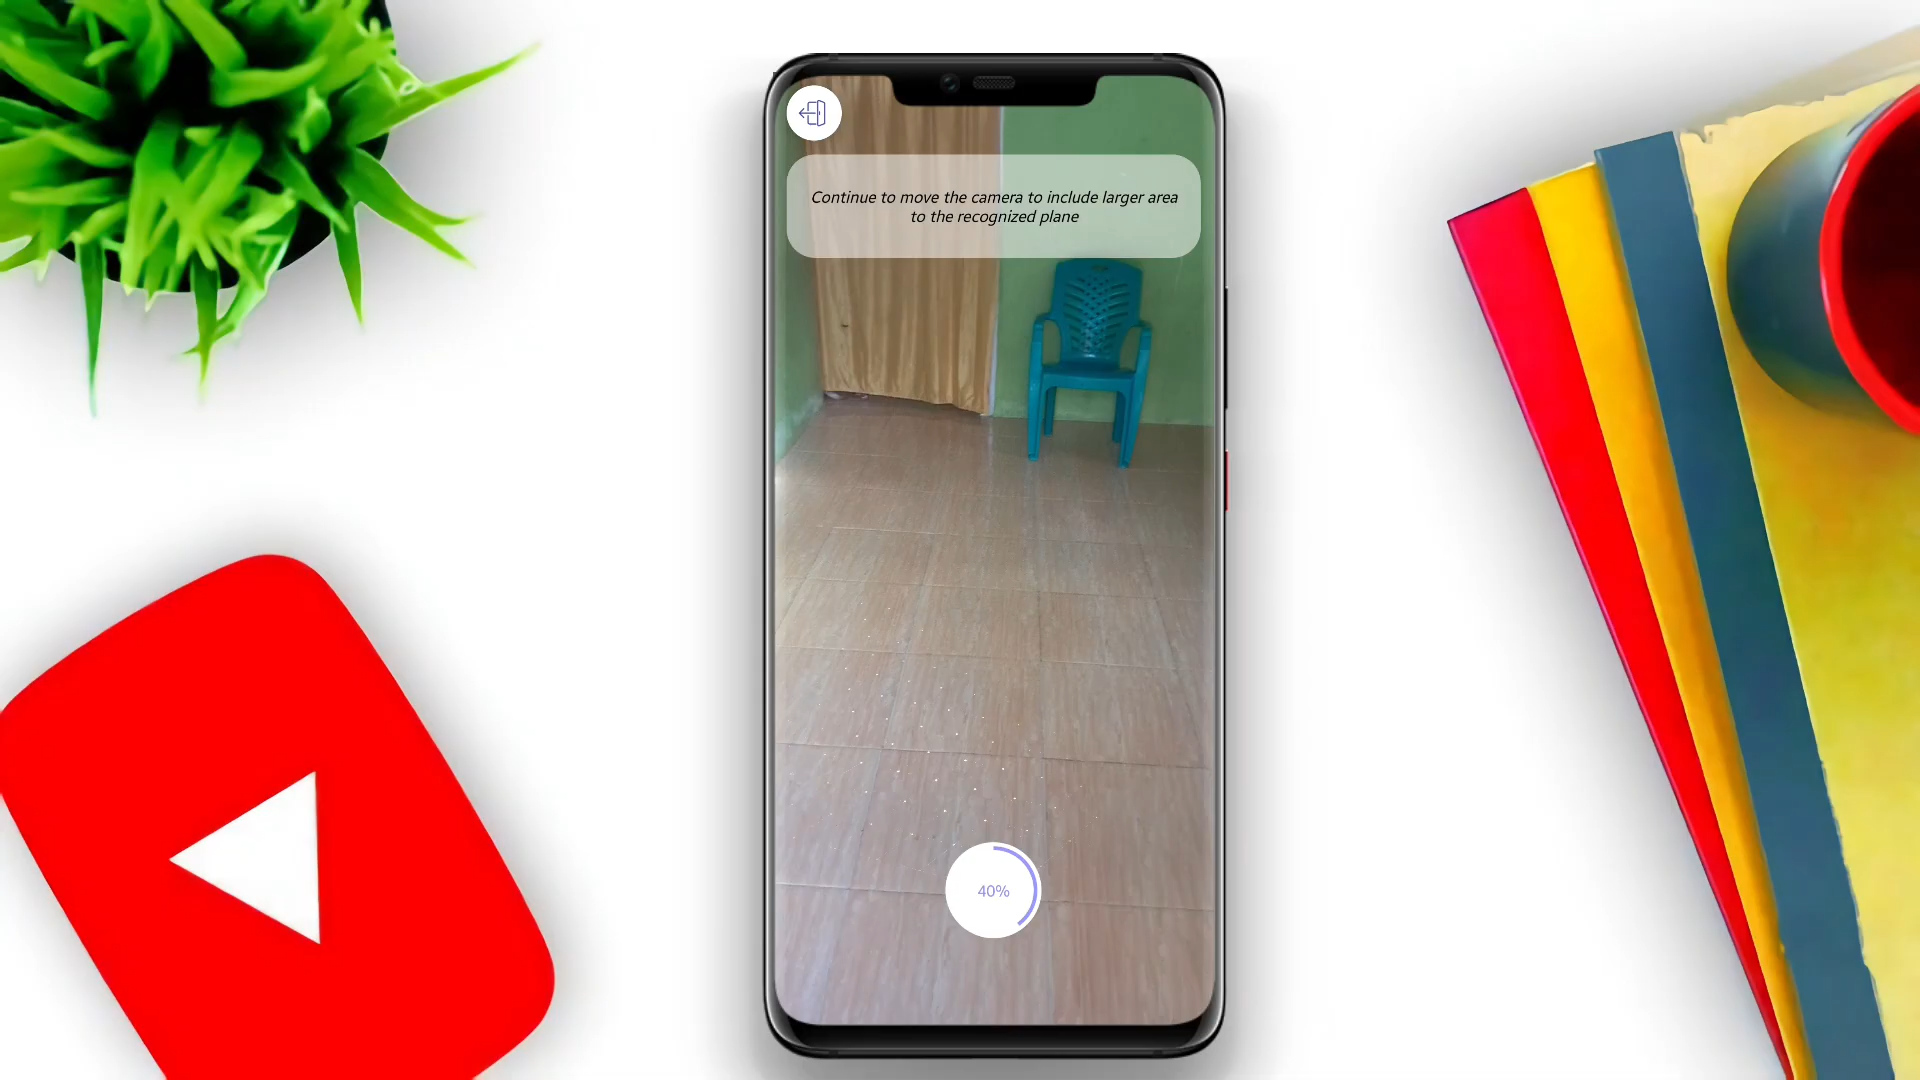 Continue to move the camera to include larger area
to the recognized plane
40%